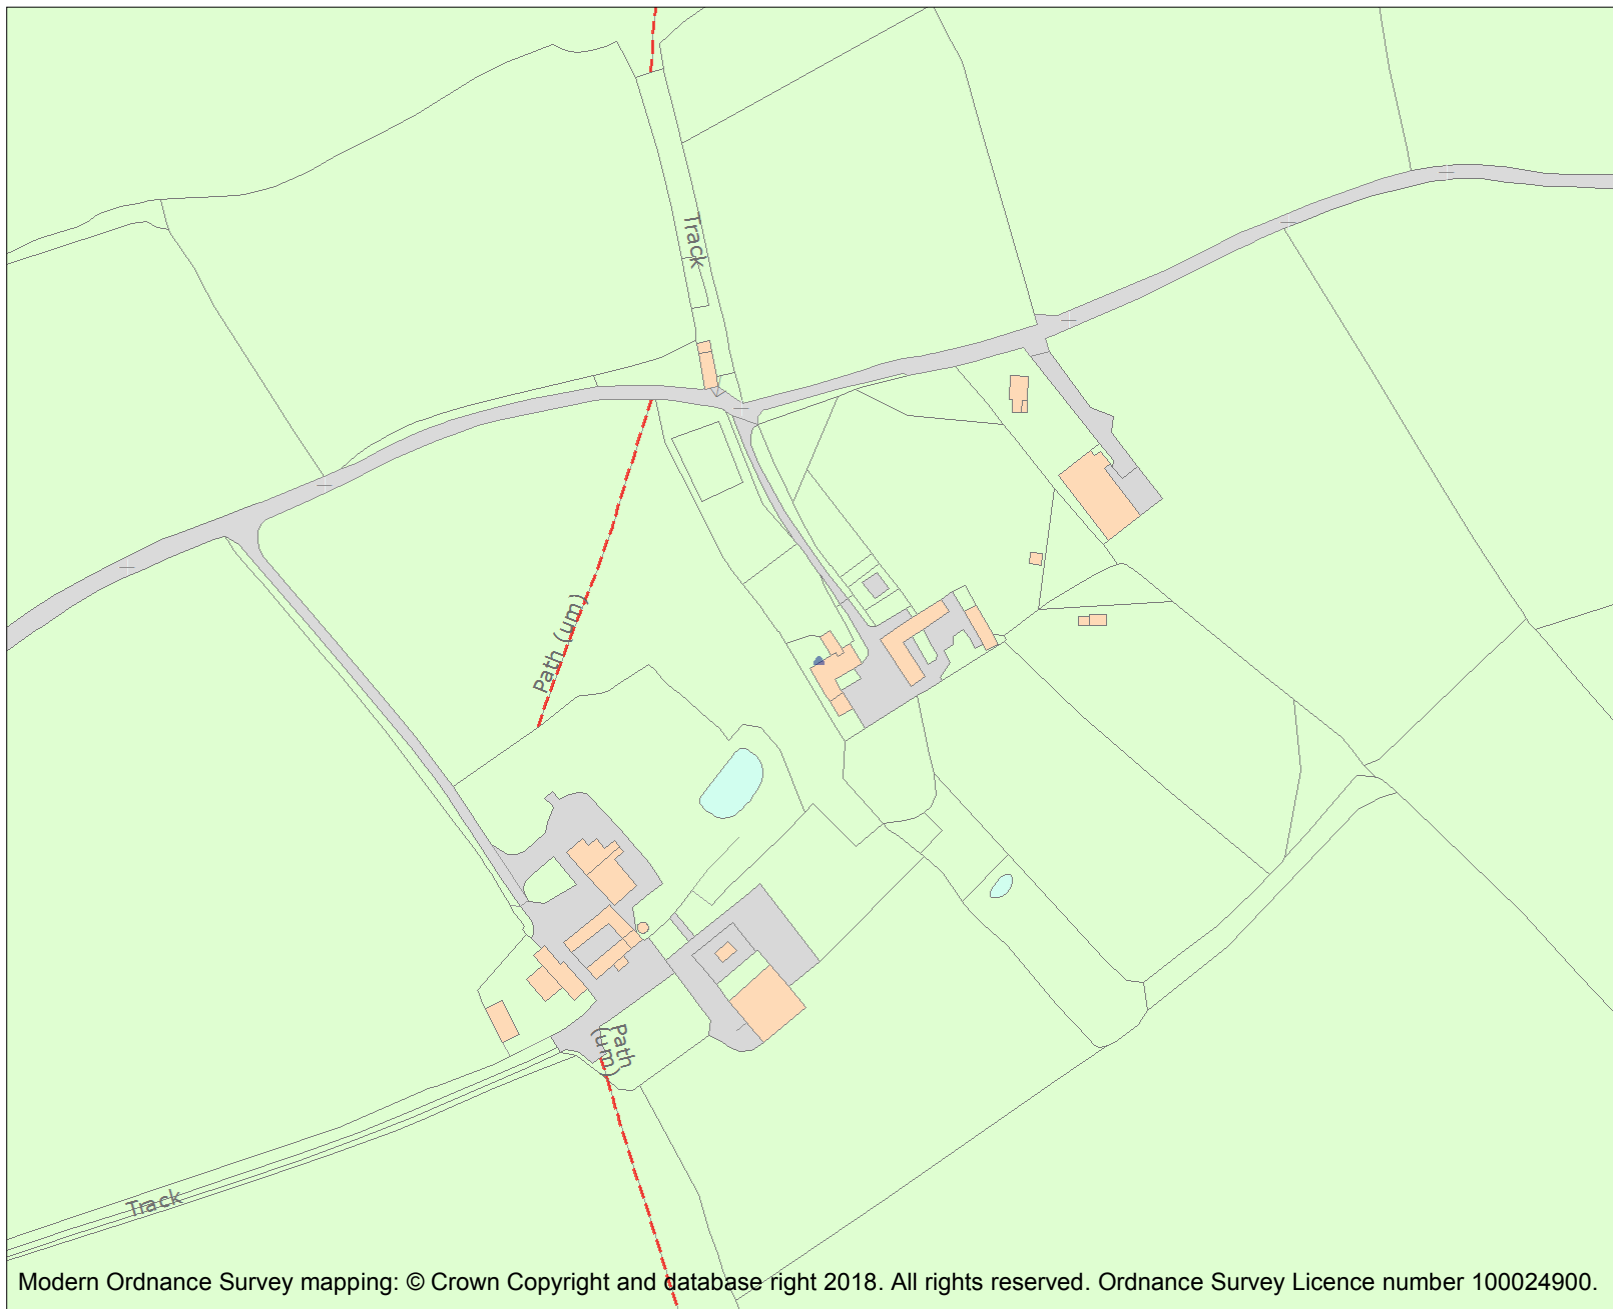 Track
Path (um)
Path
(um)
Track
Modern Ordnance Survey mapping: © Crown Copyright and database right 2018. All rights reserved. Ordnance Survey Licence number 100024900.